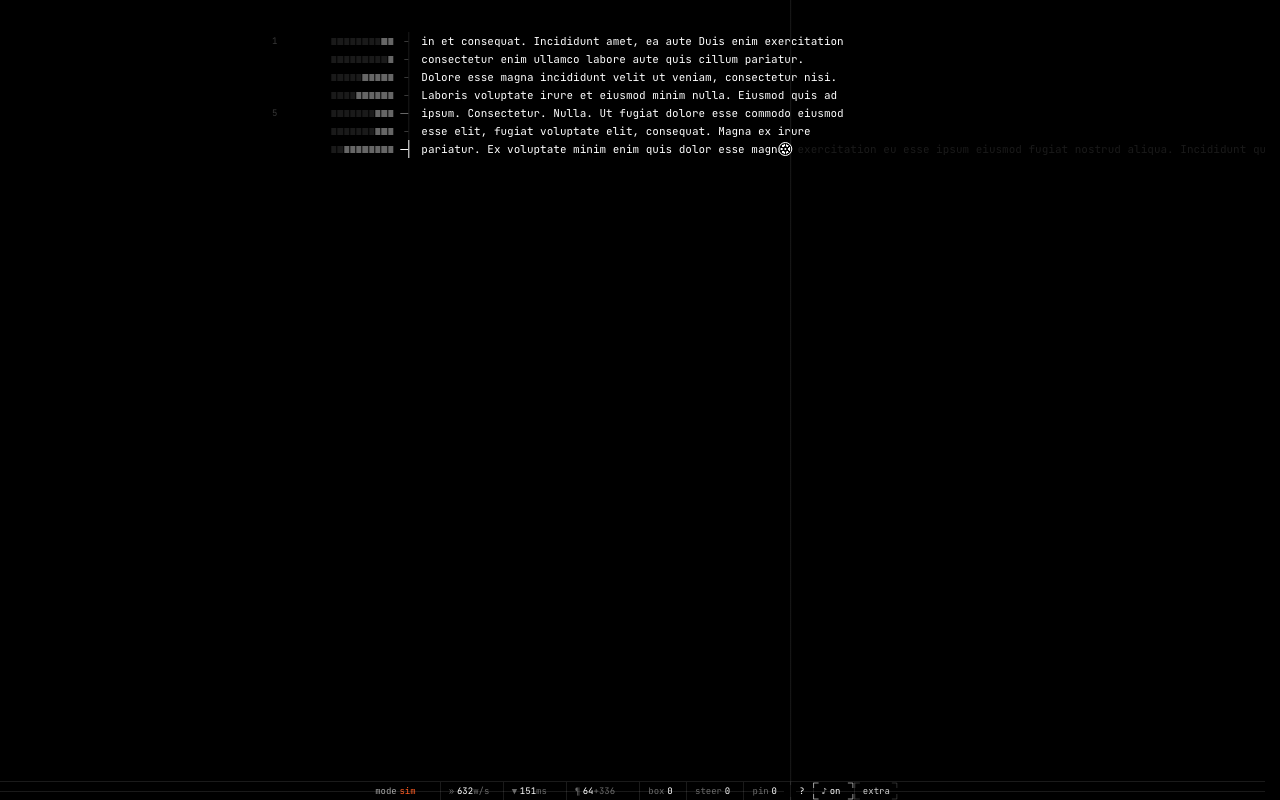 1 in et consequat. Incididunt amet, ea aute Duis enim exercitation
consectetur enim ullamco labore aute quis cillum pariatur.
Dolore esse magna incididunt velit ut veniam, consectetur nisi.
Laboris voluptate irure et eiusmod minim nulla. Eiusmod quis ad
5 ipsum. Consectetur. Nulla. Ut fugiat dolore esse commodo eiusmod
esse elit, fugiat voluptate elit, consequat. Magna ex irure
pariatur. Ex voluptate minim enim quis dolor esse magn exercitation eu esse ipsum eiusmod fugiat nostrud aliqua. Incididunt qu
mode sim » 632w/s ▼ 151ms ¶ 64+336 box 0 steer 0 pin 0 ? ♪ on extra